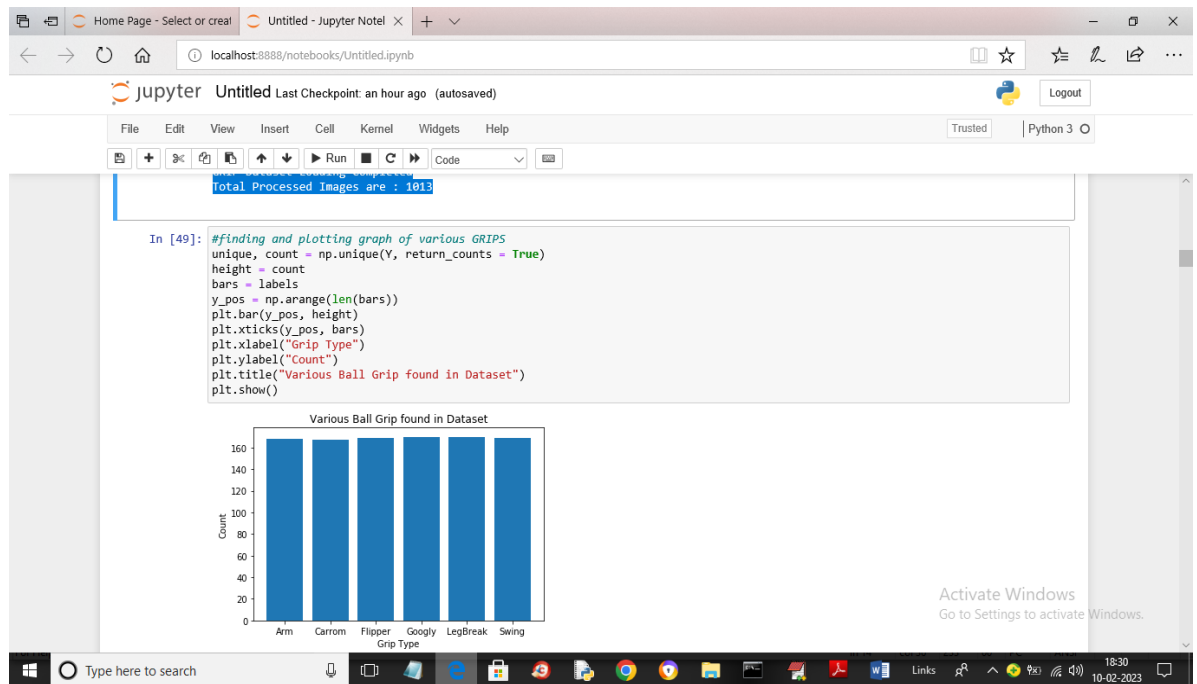 Home Page - Select or creat
Untitled - Jupyter Notel
localhost:8888/notebooks/Untitled.ipynb
jupyter Untitled Last Checkpoint: an hour ago (autosaved)
Logout
File Edit View Insert Cell Kernel Widgets Help
Trusted
Python 3
Run
Code
Total Processed Images are : 1013
In [49]: #finding and plotting graph of various GRIPS
unique, count = np.unique(Y, return_counts = True)
height = count
bars = labels
y_pos = np.arange(len(bars))
plt.bar(y_pos, height)
plt.xticks(y_pos, bars)
plt.xlabel("Grip Type")
plt.ylabel("Count")
plt.title("Various Ball Grip found in Dataset")
plt.show()
Various Ball Grip found in Dataset
160
140
120
100
80
60
40
20
0
Count
Arm Carrom Flipper Googly LegBreak Swing
Grip Type
Activate Windows
Go to Settings to activate Windows.
Type here to search
Links
18:30
10-02-2023